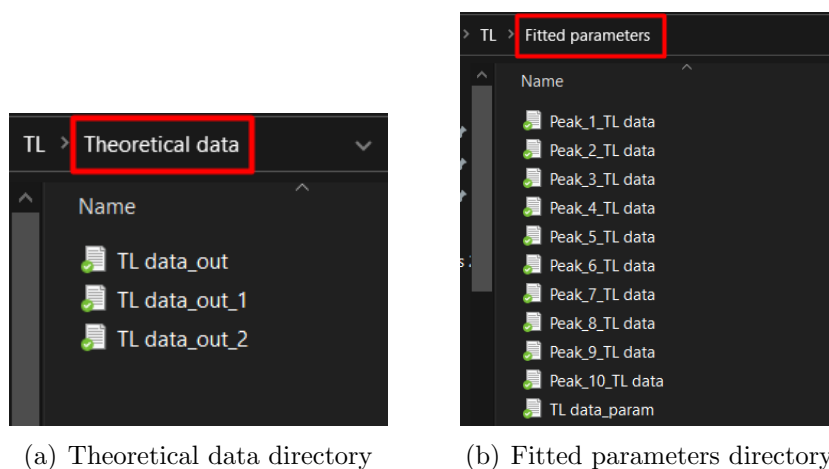 TL > Theoretical data
Name
TL data_out
TL data_out_1
TL data_out_2
(a) Theoretical data directory
> TL > Fitted parameters
Name
Peak_1_TL data
Peak_2_TL data
Peak_3_TL data
Peak_4_TL data
Peak_5_TL data
Peak_6_TL data
Peak_7_TL data
Peak_8_TL data
Peak_9_TL data
Peak_10_TL data
TL data_param
(b) Fitted parameters directory